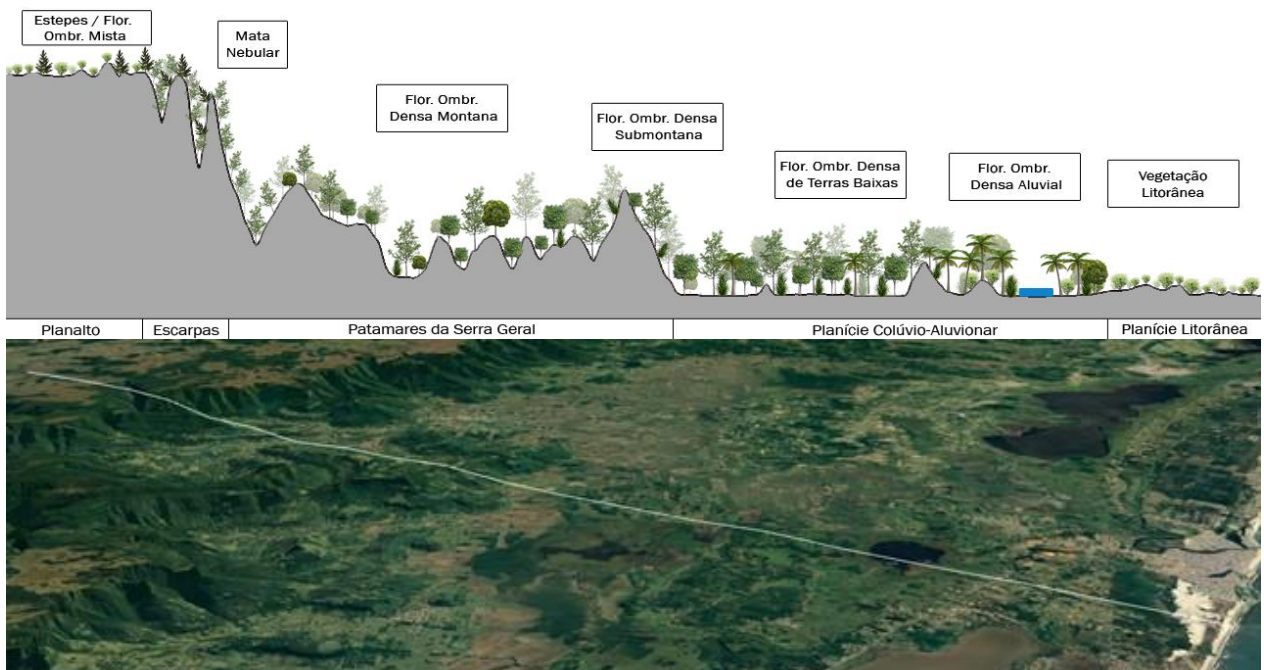 Estepes / Flor.
Ombr. Mista
Mata
Nebular
Flor. Ombr.
Densa Montana
Flor. Ombr. Densa
Submontana
Flor. Ombr. Densa
de Terras Baixas
Flor. Ombr.
Densa Aluvial
Vegetação
Litorânea
Planalto
Escarpas
Patamares da Serra Geral
Planície Colúvio-Aluvionar
Planície Litorânea